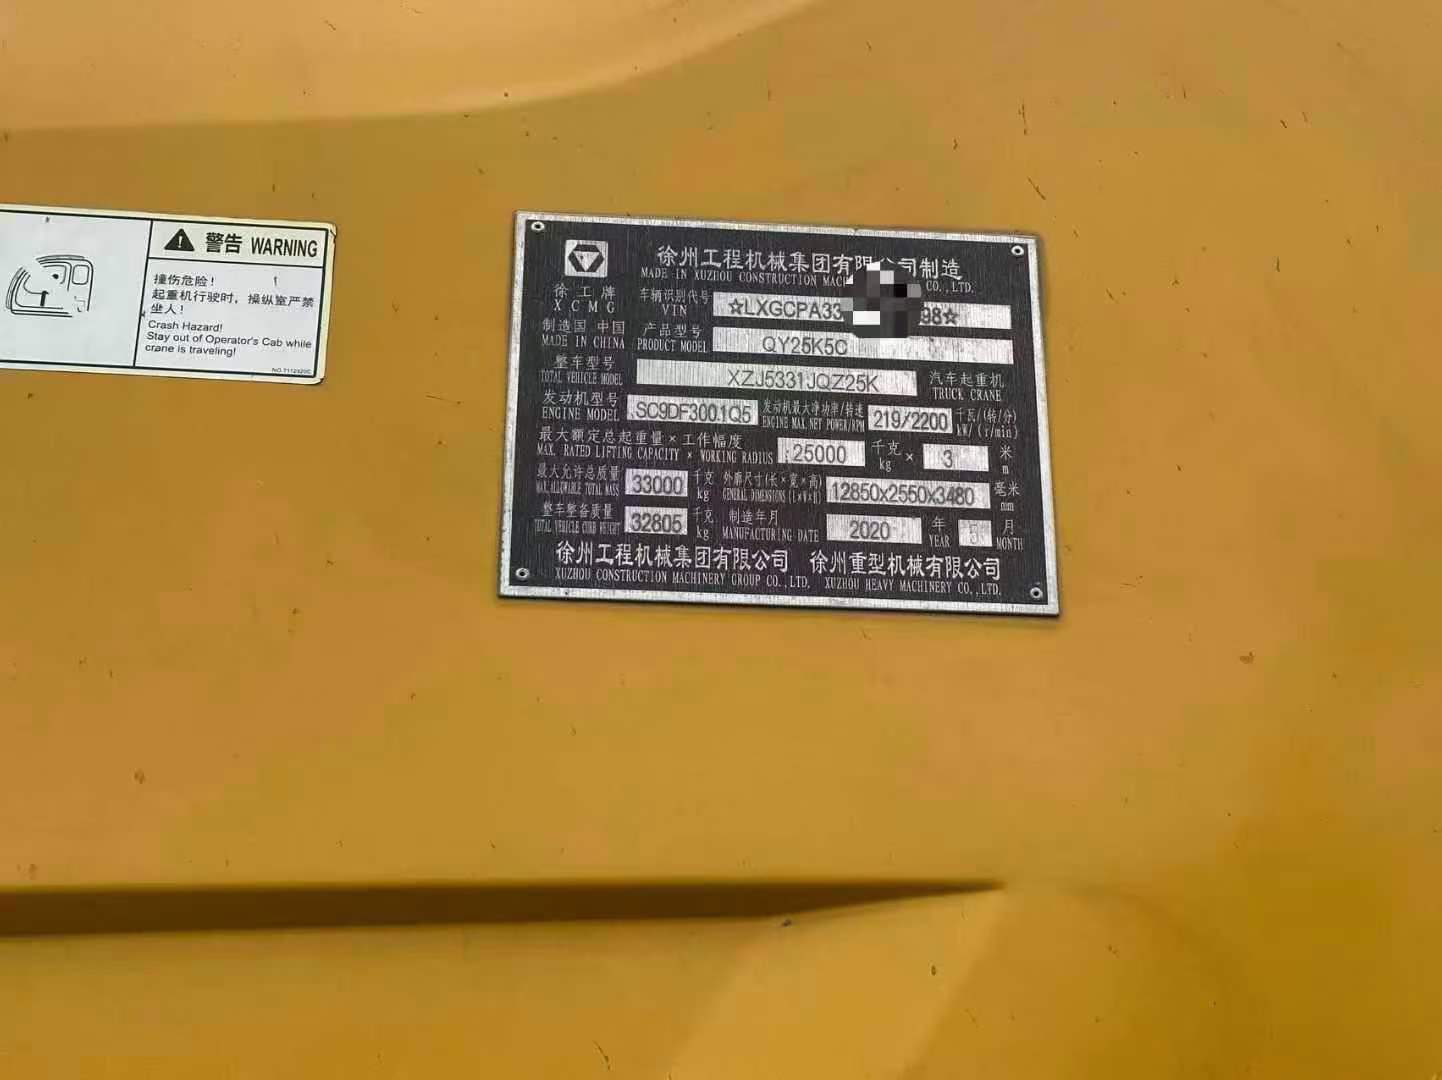 警告 WARNING
撞伤危险！
起重机行驶时，操纵室严禁
坐人！
Crash Hazard!
Stay out of Operator's Cab while
crane is traveling!
徐州工程机械集团有限公司制造
MADE IN XUZHOU CONSTRUCTION MAC CO.,LTD.
徐工牌
XCMG
车辆识别代号
VIN
☆LXGCPA33 98☆
制造国 中国
MADE IN CHINA
产品型号
PRODUCT MODEL
QY25K5C
整车型号
TOTAL VEHICLE MODEL
XZJ5331JQZ25K
汽车起重机
TRUCK CRANE
发动机型号
ENGINE MODEL
SC9DF300.1Q5
发动机最大净功率/转速
ENGINE MAX.NET POWER/RPM
219/2200
千瓦/(转/分)
kW/(r/min)
最大额定总起重量×工作幅度
MAX. RATED LIFTING CAPACITY × WORKING RADIUS
25000
千克
kg
×
3
米
m
最大允许总质量
MAX.ALLOWABLE TOTAL MASS
33000
千克
kg
外廓尺寸(长×宽×高)
GENERAL DIMENSIONS (L×W×H)
12850x2550x3480
毫米
mm
整车整备质量
TOTAL VEHICLE CURB WEIGHT
32805
千克
kg
制造年月
MANUFACTURING DATE
2020
年
YEAR
5
月
MONTH
徐州工程机械集团有限公司 徐州重型机械有限公司
XUZHOU CONSTRUCTION MACHINERY GROUP CO.,LTD. XUZHOU HEAVY MACHINERY CO.,LTD.